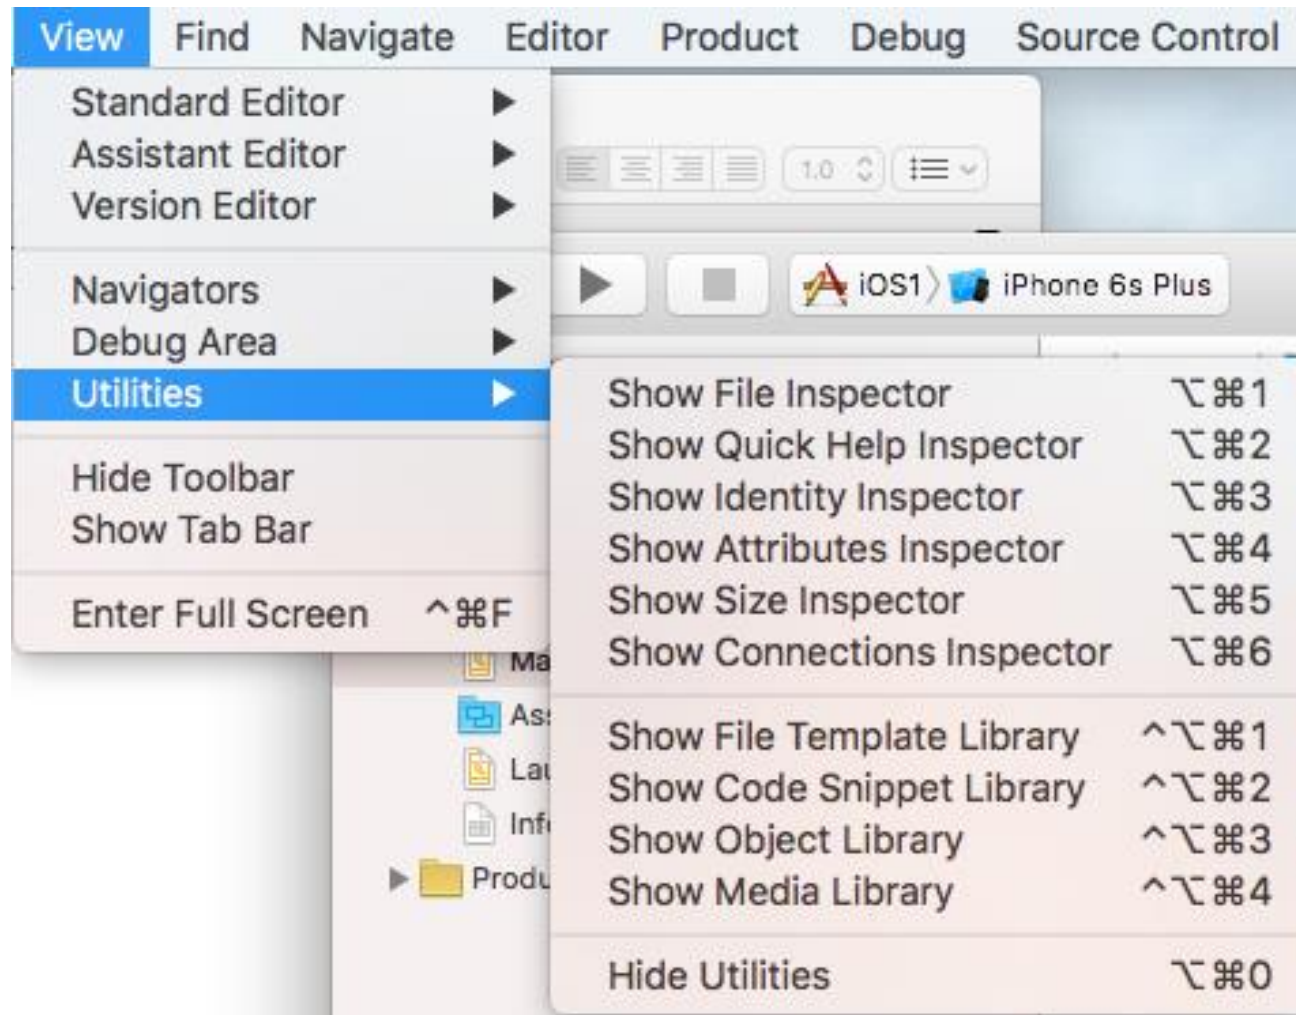 View Find Navigate Editor Product Debug Source Control
Standard Editor
Assistant Editor
Version Editor
1.0
Navigators
iOS1 iPhone 6s Plus
Debug Area
Utilities
Show File Inspector ⌥⌘1
Show Quick Help Inspector ⌥⌘2
Hide Toolbar
Show Identity Inspector ⌥⌘3
Show Tab Bar
Show Attributes Inspector ⌥⌘4
Enter Full Screen ^⌘F
Show Size Inspector ⌥⌘5
Show Connections Inspector ⌥⌘6
Show File Template Library ^⌥⌘1
Show Code Snippet Library ^⌥⌘2
Show Object Library ^⌥⌘3
Show Media Library ^⌥⌘4
Hide Utilities ⌥⌘0